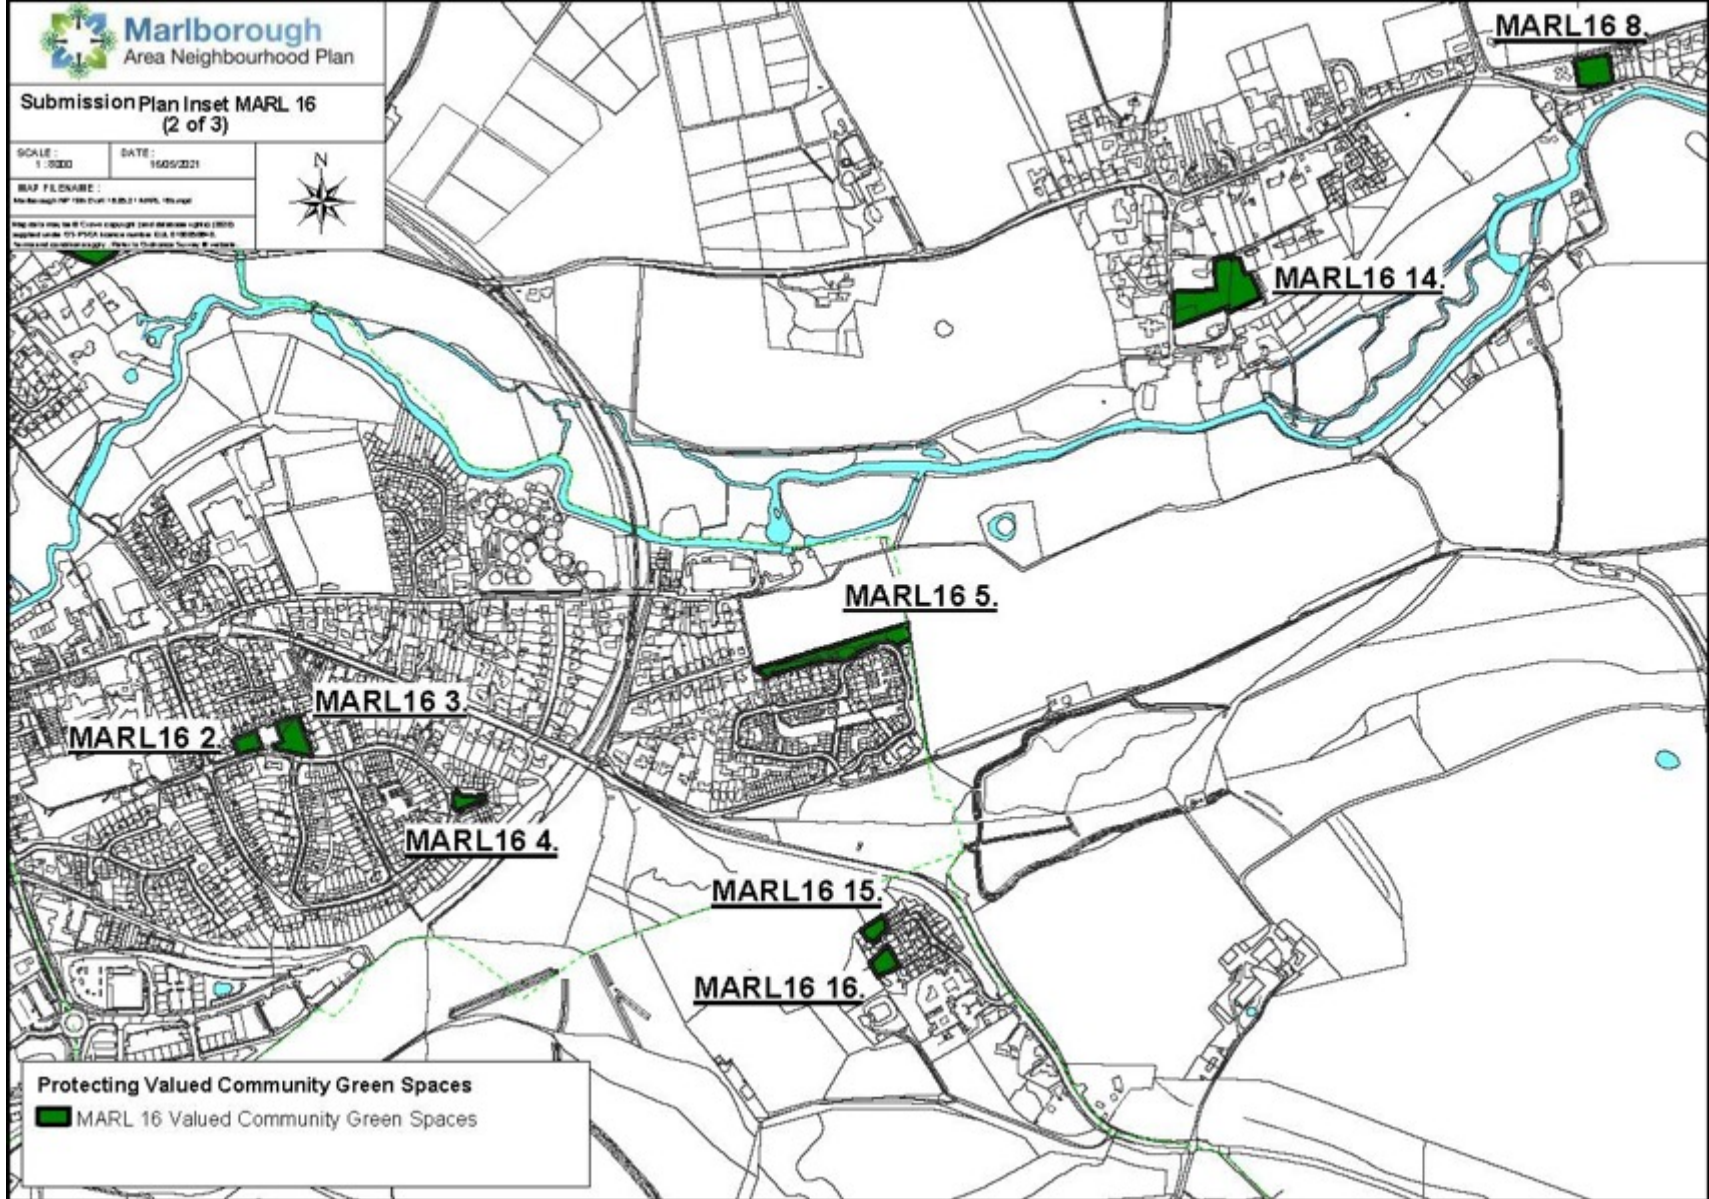 Marlborough
Area Neighbourhood Plan
Submission Plan Inset MARL 16
(2 of 3)
SCALE :
DATE :
N
MAP FILENAME :
MARL16 8.
MARL16 14.
MARL16 5.
MARL16 3.
MARL16 2.
MARL16 4.
MARL16 15.
MARL16 16.
Protecting Valued Community Green Spaces
MARL 16 Valued Community Green Spaces